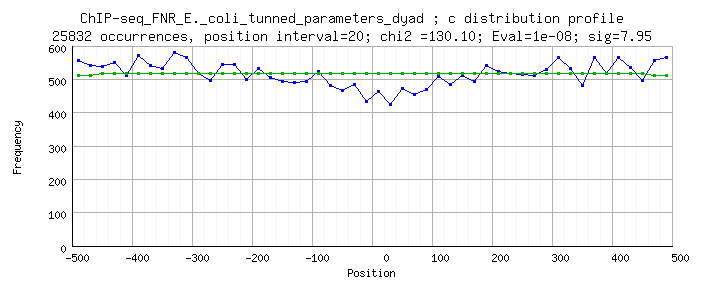 ChIP-seq_FNR_E._coli_tunned_parameters_dyad ; c distribution profile
25832 occurrences, position interval=20; chi2 =130.10; Eval=1e-08; sig=7.95
600
500
400
300
200
100
0
Frequency
-500 -400 -300 -200 -100 0 100 200 300 400 500
Position